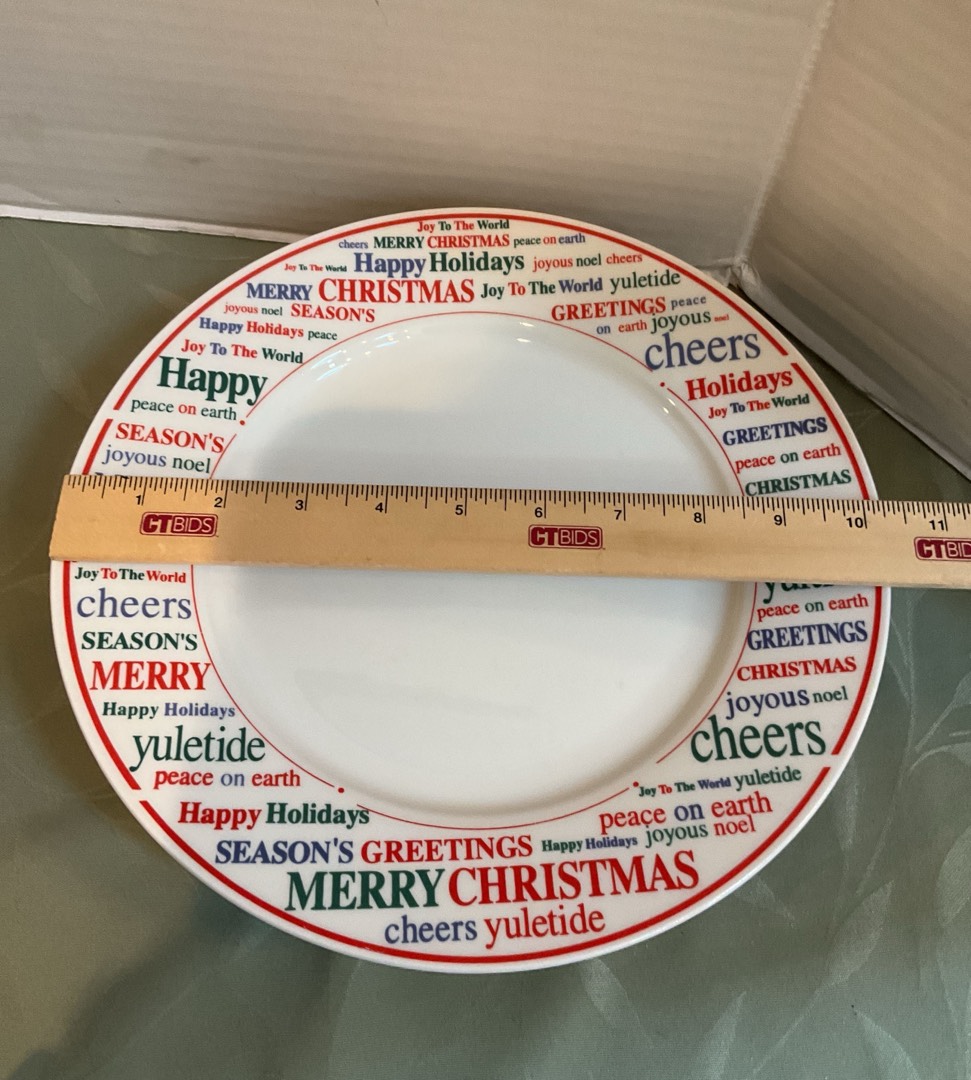 Joy To The World
cheers MERRY CHRISTMAS peace on earth
Joy To The World Happy Holidays joyous noel cheers
MERRY CHRISTMAS Joy To The World yuletide
joyous noel SEASON'S GREETINGS peace
Happy Holidays peace on earth joyous noel
Joy To The World cheers
Happy Holidays
peace on earth Joy To The World
SEASON'S GREETINGS
joyous noel peace on earth
CHRISTMAS
1 2 3 4 5 6 7 8 9 10 11
CTBIDS CTBIDS CTBID
Joy To The World
cheers peace on earth
SEASON'S GREETINGS
MERRY CHRISTMAS
Happy Holidays joyous noel
yuletide cheers
peace on earth Joy To The World yuletide
Happy Holidays peace on earth
SEASON'S GREETINGS Happy Holidays joyous noel
MERRY CHRISTMAS
cheers yuletide